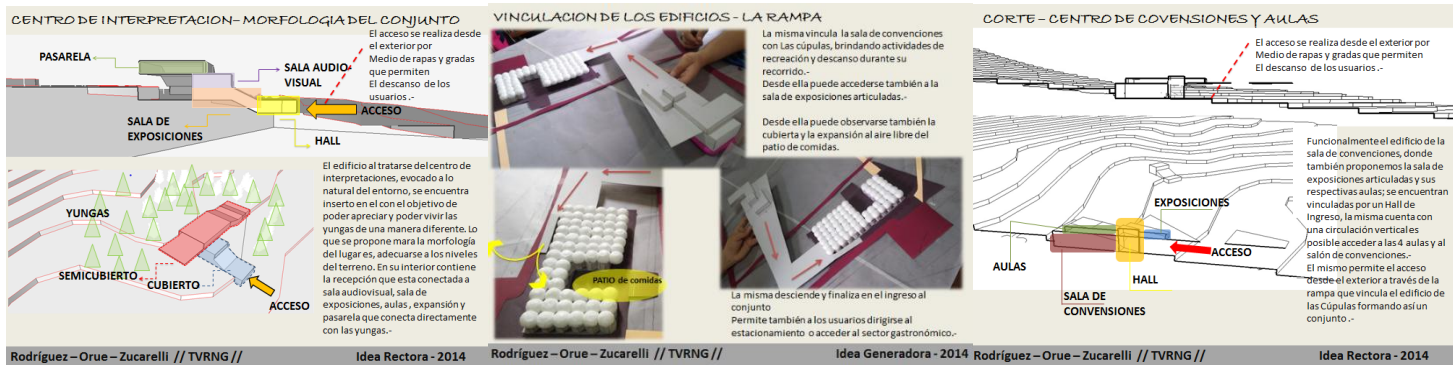 CENTRO DE INTERPRETACION– MORFOLOGIA DEL CONJUNTO
El acceso se realiza desde
el exterior por
Medio de rapas y gradas
que permiten
El descanso de los
usuarios .-
PASARELA
SALA AUDIO
VISUAL
ACCESO
SALA DE
EXPOSICIONES
HALL
El edificio al tratarse del centro de
interpretaciones, evocado a lo
natural del entorno, se encuentra
inserto en el con el objetivo de
poder apreciar y poder vivir las
yungas de una manera diferente. Lo
que se propone mara la morfología
del lugar es, adecuarse a los niveles
del terreno. En su interior contiene
la recepción que esta conectada a
sala audiovisual, sala de
exposiciones, aulas , expansión y
pasarela que conecta directamente
con las yungas.-
YUNGAS
SEMICUBIERTO
CUBIERTO
ACCESO
Rodríguez – Orue – Zucarelli // TVRNG //
Idea Rectora - 2014
VINCULACION DE LOS EDIFICIOS - LA RAMPA
La misma vincula la sala de convenciones
con Las cúpulas, brindando actividades de
recreación y descanso durante su
recorrido.-
Desde ella puede accederse también a la
sala de exposiciones articuladas.-
Desde ella puede observarse también la
cubierta y la expansión al aire libre del
patio de comidas.
PATIO de comidas
La misma desciende y finaliza en el ingreso al
conjunto
Permite también a los usuarios dirigirse al
estacionamiento o acceder al sector gastronómico.-
Rodríguez – Orue – Zucarelli // TVRNG //
Idea Generadora - 2014
CORTE – CENTRO DE COVENSIONES Y AULAS
El acceso se realiza desde el exterior por
Medio de rapas y gradas que permiten
El descanso de los usuarios .-
Funcionalmente el edificio de la
sala de convenciones, donde
también proponemos la sala de
exposiciones articuladas y sus
respectivas aulas; se encuentran
vinculadas por un Hall de
Ingreso, la misma cuenta con
una circulación vertical es
posible acceder a las 4 aulas y al
salón de convenciones.-
El mismo permite el acceso
desde el exterior a través de la
rampa que vincula el edificio de
las Cúpulas formando así un
conjunto .-
EXPOSICIONES
ACCESO
AULAS
HALL
SALA DE
CONVENCIONES
Rodríguez – Orue – Zucarelli // TVRNG //
Idea Rectora - 2014